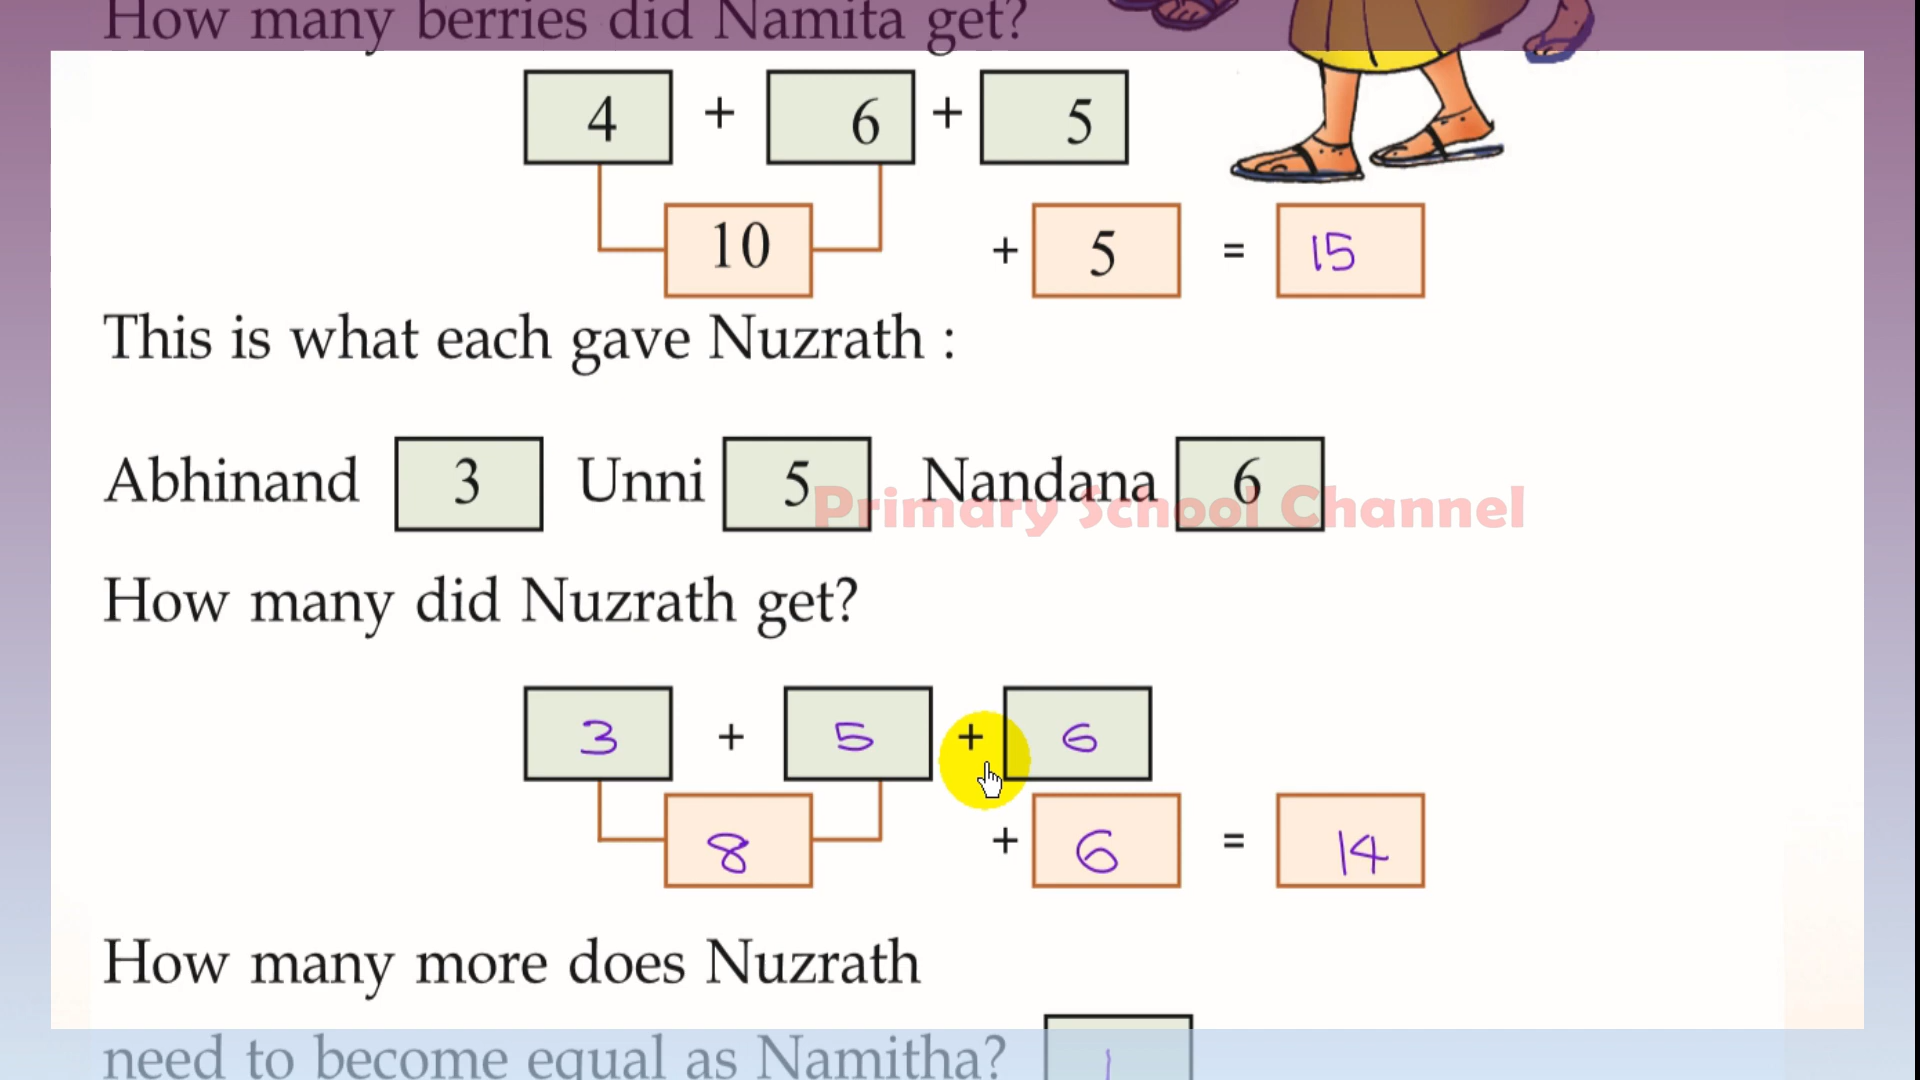 How many berries did Namita get?
4 + 6 + 5
10 + 5 = 15
This is what each gave Nuzrath :
Abhinand 3 Unni 5 Nandana 6
Primary School Channel
How many did Nuzrath get?
3 + 5 + 6
8 + 6 = 14
How many more does Nuzrath
need to become equal as Namitha? 1